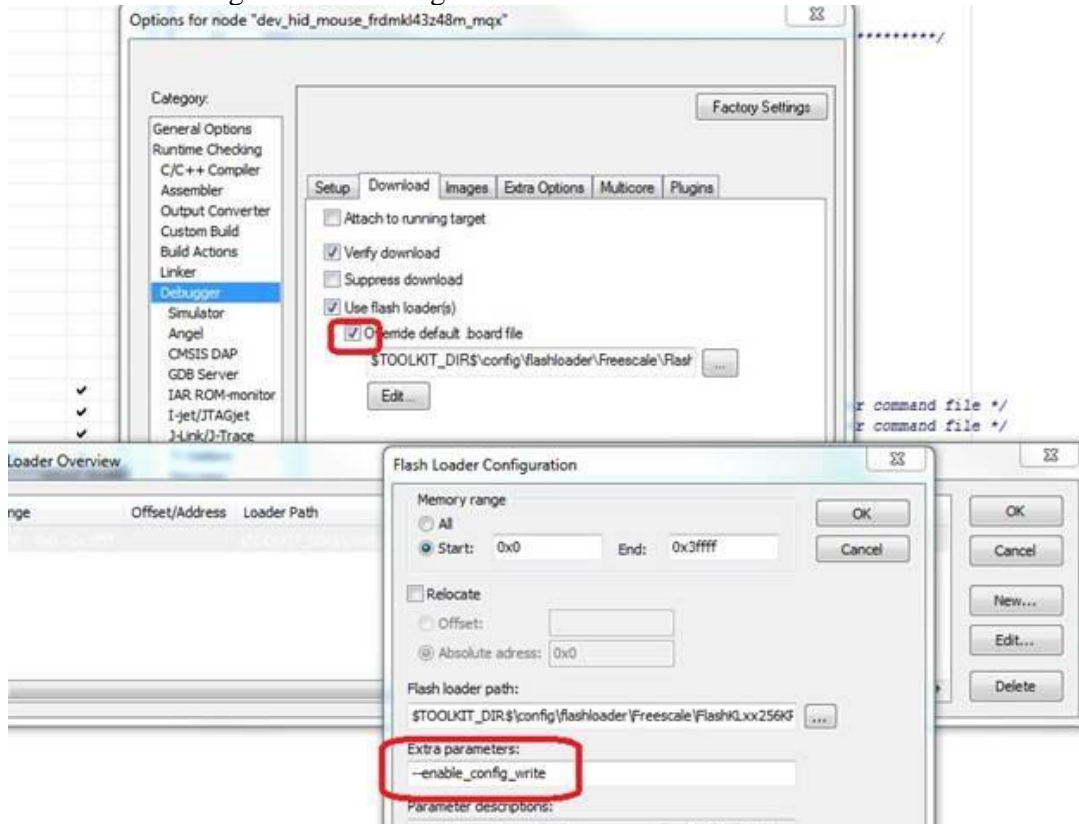 Options for node "dev_hid_mouse_frdmkl43z48m_mqx"
*********/
Category:
Factory Settings
General Options
Runtime Checking
C/C++ Compiler
Assembler
Output Converter
Custom Build
Build Actions
Linker
Debugger
Simulator
Angel
CMSIS DAP
GDB Server
IAR ROM-monitor
I-jet/JTAGjet
J-Link/J-Trace
Setup Download Images Extra Options Multicore Plugins
Attach to running target
Verify download
Suppress download
Use flash loader(s)
Override default .board file
$TOOLKIT_DIR$\config\flashloader\Freescale\Flash
...
Edit...
r command file */
r command file */
Loader Overview
nge Offset/Address Loader Path
Flash Loader Configuration
Memory range
All
Start: 0x0 End: 0x3ffff
OK
Cancel
Relocate
Offset:
Absolute adress: 0x0
Flash loader path:
$TOOLKIT_DIR$\config\flashloader\Freescale\FlashKLxx256KF
...
Extra parameters:
--enable_config_write
Parameter descriptions:
OK
Cancel
New...
Edit...
Delete